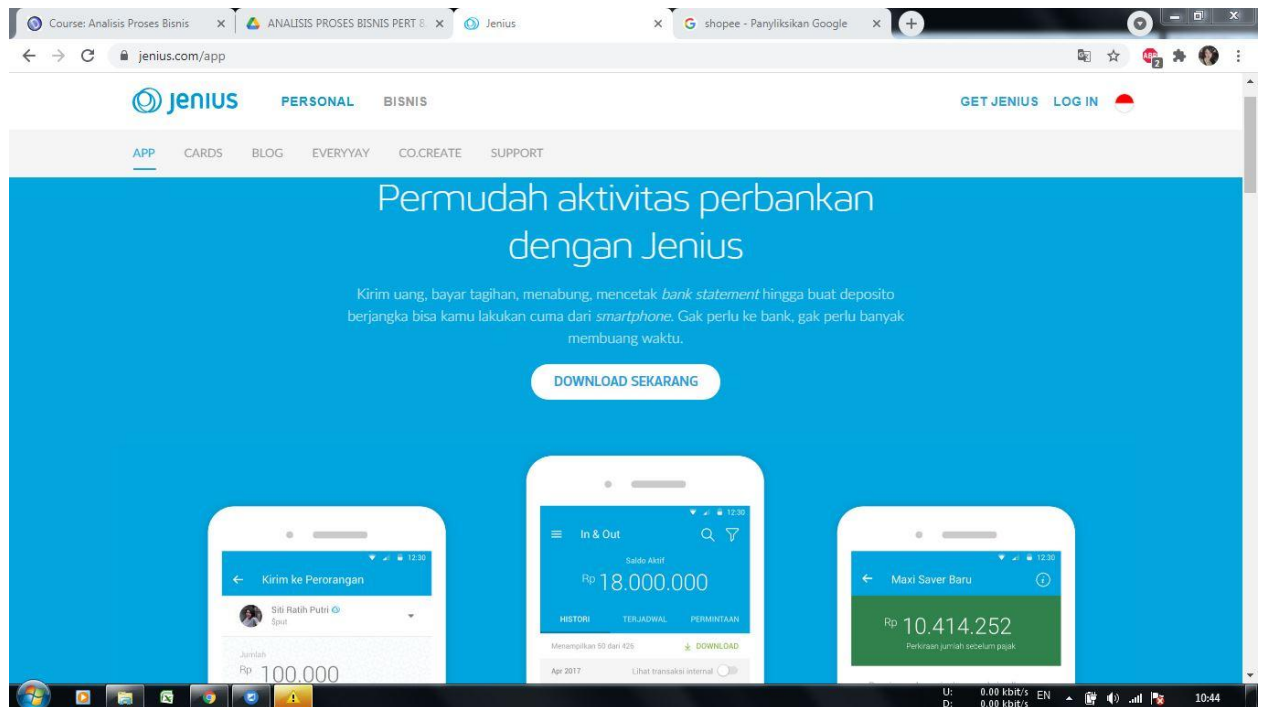 Course: Analisis Proses Bisnis
ANALISIS PROSES BISNIS PERT 8
Jenius
shopee - Panyliksikan Google
jenius.com/app
2
Jenius
PERSONAL
BISNIS
GET JENIUS
LOG IN
APP
CARDS
BLOG
EVERYYAY
CO.CREATE
SUPPORT
Permudah aktivitas perbankan
dengan Jenius
Kirim uang, bayar tagihan, menabung, mencetak bank statement hingga buat deposito
berjangka bisa kamu lakukan cuma dari smartphone. Gak perlu ke bank, gak perlu banyak
membuang waktu.
DOWNLOAD SEKARANG
12:30
Kirim ke Perorangan
Siti Ratih Putri
$put
Jumlah
Rp 100.000
12:30
In & Out
Saldo Aktif
Rp 18.000.000
HISTORI
TERJADWAL
PERMINTAAN
Menampilkan 50 dari 426
DOWNLOAD
Apr 2017
Lihat transaksi internal
12:30
Maxi Saver Baru
Rp 10.414.252
Perkiraan jumlah sebelum pajak
U: 0.00 kbit/s
D: 0.00 kbit/s
EN
10:44